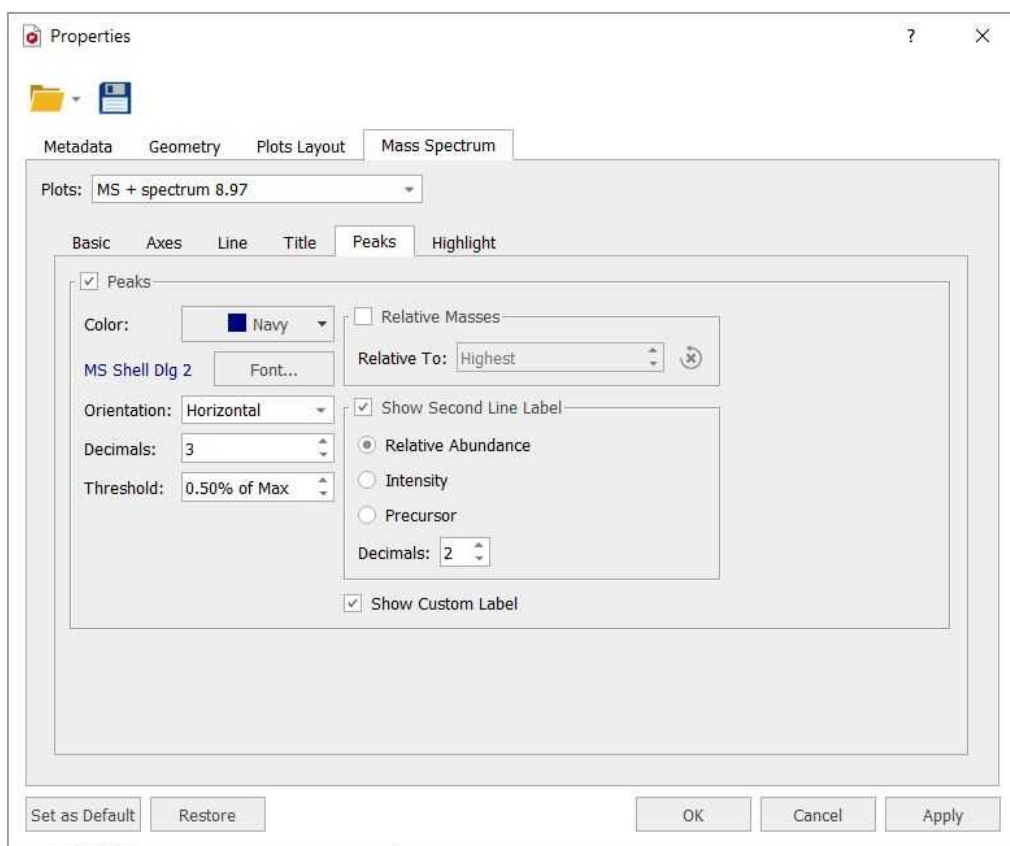 Properties ?
Metadata Geometry Plots Layout Mass Spectrum
Plots: MS + spectrum 8.97
Basic Axes Line Title Peaks Highlight
Peaks
Color: Navy
MS Shell Dlg 2 Font...
Orientation: Horizontal
Decimals: 3
Threshold: 0.50% of Max
Relative Masses
Relative To: Highest
Show Second Line Label
Relative Abundance
Intensity
Precursor
Decimals: 2
Show Custom Label
Set as Default Restore OK Cancel Apply